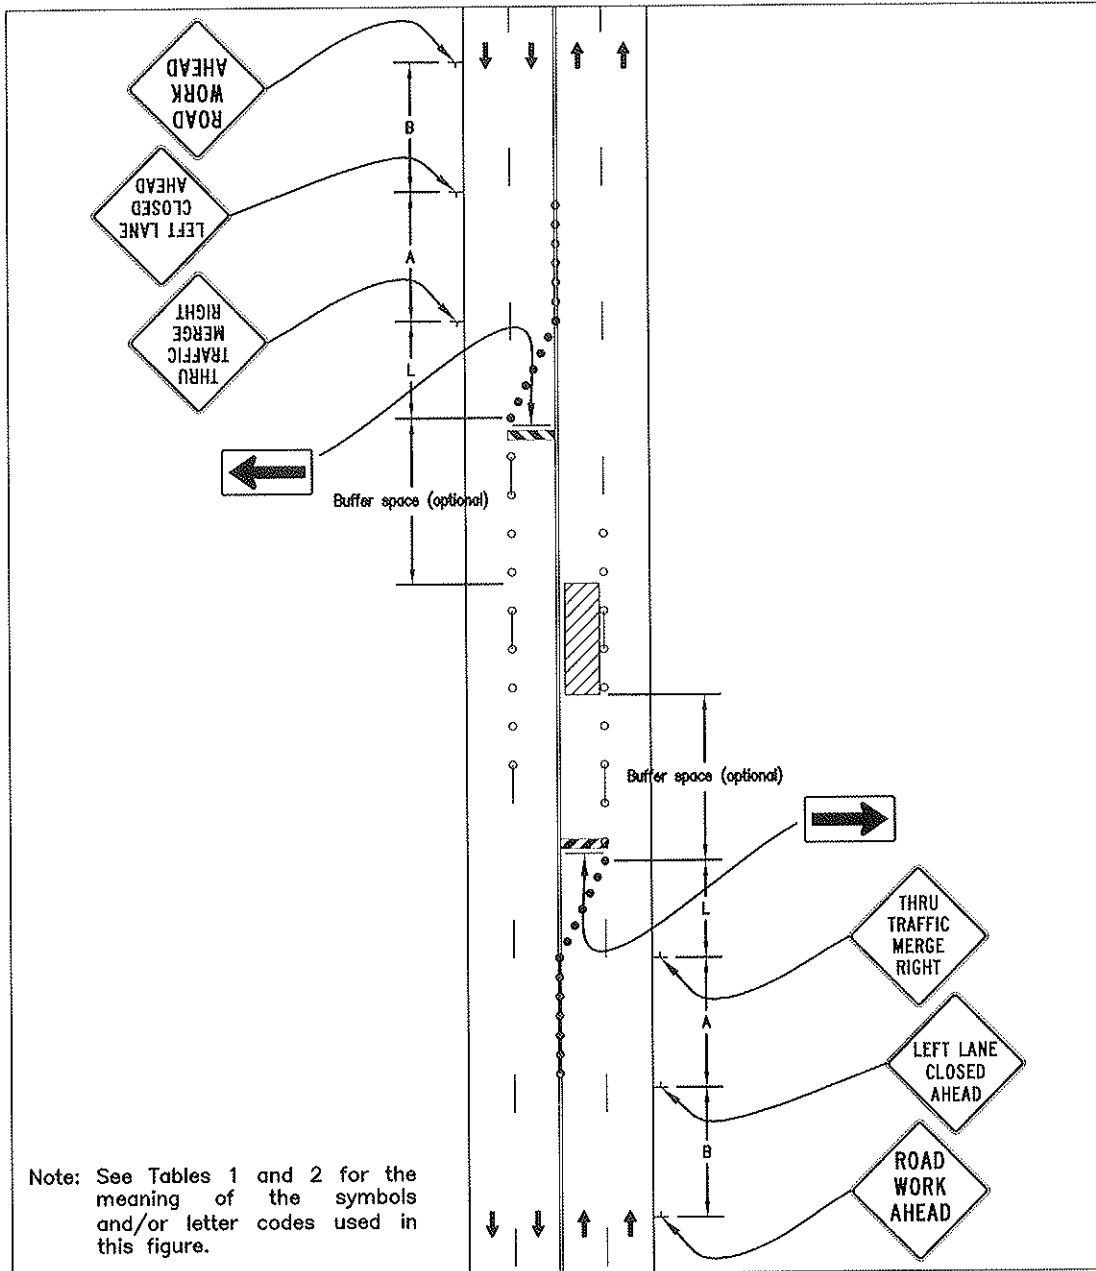 ROAD
WORK
AHEAD
B
LEFT LANE
CLOSED
AHEAD
A
THRU
TRAFFIC
MERGE
RIGHT
L
Buffer space (optional)
Buffer space (optional)
L
THRU
TRAFFIC
MERGE
RIGHT
A
LEFT LANE
CLOSED
AHEAD
B
ROAD
WORK
AHEAD
Note: See Tables 1 and 2 for the
meaning of the symbols
and/or letter codes used in
this figure.